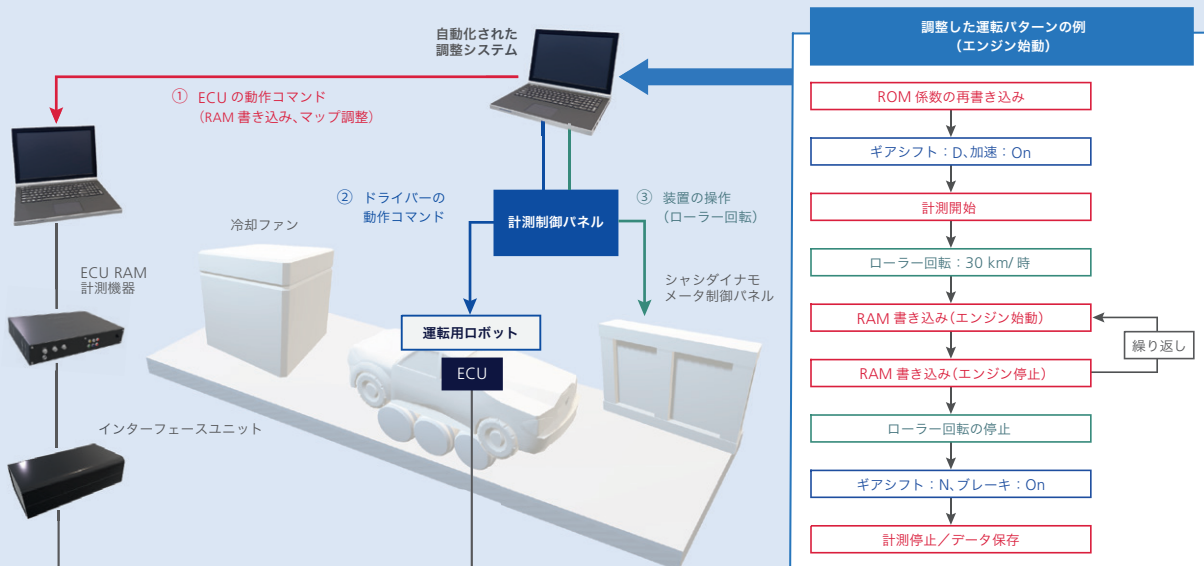 自動化された
調整システム
① ECU の動作コマンド
(RAM 書き込み、マップ調整)
② ドライバーの
動作コマンド
計測制御パネル
③ 装置の操作
(ローラー回転)
冷却ファン
ECU RAM
計測機器
シャシダイナモ
メータ制御パネル
運転用ロボット
ECU
インターフェースユニット
調整した運転パターンの例
(エンジン始動)
ROM 係数の再書き込み
ギアシフト：D、加速：On
計測開始
ローラー回転：30 km/ 時
RAM 書き込み(エンジン始動)
繰り返し
RAM 書き込み(エンジン停止)
ローラー回転の停止
ギアシフト：N、ブレーキ：On
計測停止／データ保存